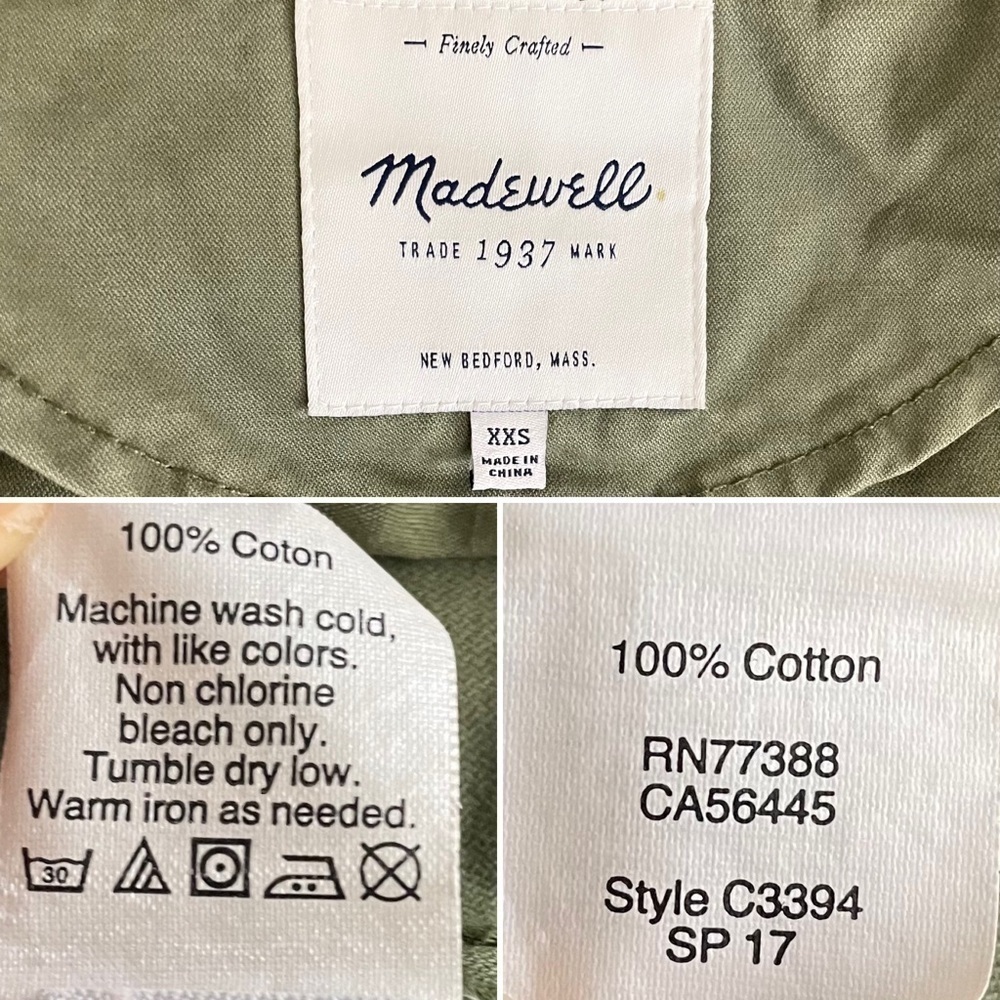 Finely Crafted
Madewell
TRADE 1937 MARK
NEW BEDFORD, MASS.
XXS
MADE IN
CHINA
100% Coton
Machine wash cold,
with like colors.
Non chlorine
bleach only.
Tumble dry low.
Warm iron as needed.
30
100% Cotton
RN77388
CA56445
Style C3394
SP 17